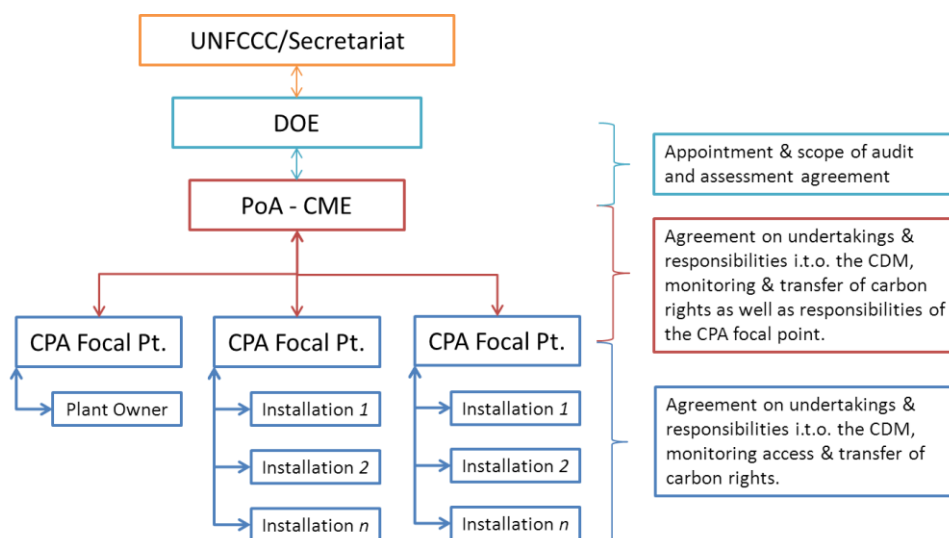 UNFCCC/Secretariat
DOE
PoA - CME
CPA Focal Pt.
Plant Owner
CPA Focal Pt.
Installation 1
Installation 2
Installation n
CPA Focal Pt.
Installation 1
Installation 2
Installation n
Appointment & scope of audit
and assessment agreement
Agreement on undertakings &
responsibilities i.t.o. the CDM,
monitoring & transfer of carbon
rights as well as responsibilities of
the CPA focal point.
Agreement on undertakings &
responsibilities i.t.o. the CDM,
monitoring access & transfer of
carbon rights.